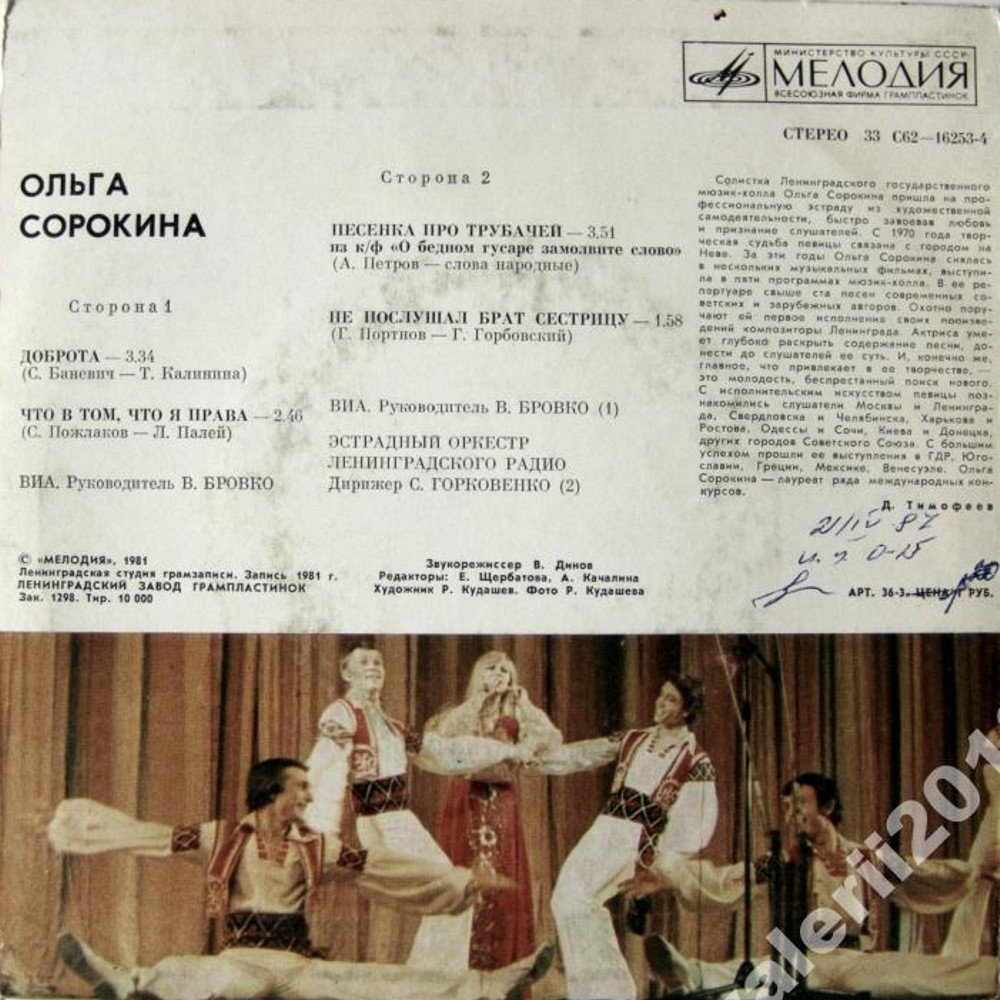 МИНИСТЕРСТВО КУЛЬТУРЫ СССР
МЕЛОДИЯ
ВСЕСОЮЗНАЯ ФИРМА ГРАМПЛАСТИНОК
СТЕРЕО 33 С62—16253-4
ОЛЬГА
СОРОКИНА
Сторона 1
ДОБРОТА — 3.34
(С. Баневич — Т. Калинина)
ЧТО В ТОМ, ЧТО Я ПРАВА — 2.46
(С. Пожлаков — Л. Палей)
ВИА. Руководитель В. БРОВКО
Сторона 2
ПЕСЕНКА ПРО ТРУБАЧЕЙ — 3.51
из к/ф «О бедном гусаре замолвите слово»
(А. Петров — слова народные)
НЕ ПОСЛУШАЛ БРАТ СЕСТРИЦУ — 1.58
(Г. Портнов — Г. Горбовский)
ВИА. Руководитель В. БРОВКО (1)
ЭСТРАДНЫЙ ОРКЕСТР
ЛЕНИНГРАДСКОГО РАДИО
Дирижер С. ГОРКОВЕНКО (2)
Солистка Ленинградского государственного
мюзик-холла Ольга Сорокина пришла на про-
фессиональную эстраду из художественной
самодеятельности, быстро завоевав любовь
и признание слушателей. С 1970 года твор-
ческая судьба певицы связана с городом на
Неве. За эти годы Ольга Сорокина снялась
в нескольких музыкальных фильмах, выступи-
ла в пяти программах мюзик-холла. В ее ре-
портуаре свыше ста песен современных со-
ветских и зарубежных авторов. Охотно пору-
чают ей первое исполнение своих произве-
дений композиторы Ленинграда. Актриса уме-
ет глубоко раскрыть содержание песни, до-
нести до слушателей ее суть. И, конечно же,
главное, что привлекает в ее творчестве, —
это молодость, беспрестанный поиск нового.
С исполнительским искусством певицы поз-
накомились слушатели Москвы и Ленингра-
да, Свердловска и Челябинска, Харькова и
Ростова, Одессы и Сочи, Киева и Донецка,
других городов Советского Союза. С большим
успехом прошли ее выступления в ГДР, Юго-
славии, Греции, Мексике, Венесуэле. Ольга
Сорокина — лауреат ряда международных кон-
курсов.
Д. Тимофеев
© «МЕЛОДИЯ», 1981
Ленинградская студия грамзаписи. Запись 1981 г.
ЛЕНИНГРАДСКИЙ ЗАВОД ГРАМПЛАСТИНОК
Зак. 1298. Тир. 10 000
Звукорежиссер В. Динов
Редакторы: Е. Щербатова, А. Качалина
Художник Р. Кудашев. Фото Р. Кудашева
АРТ. 36-3. ЦЕНА 1 РУБ.
alerii201